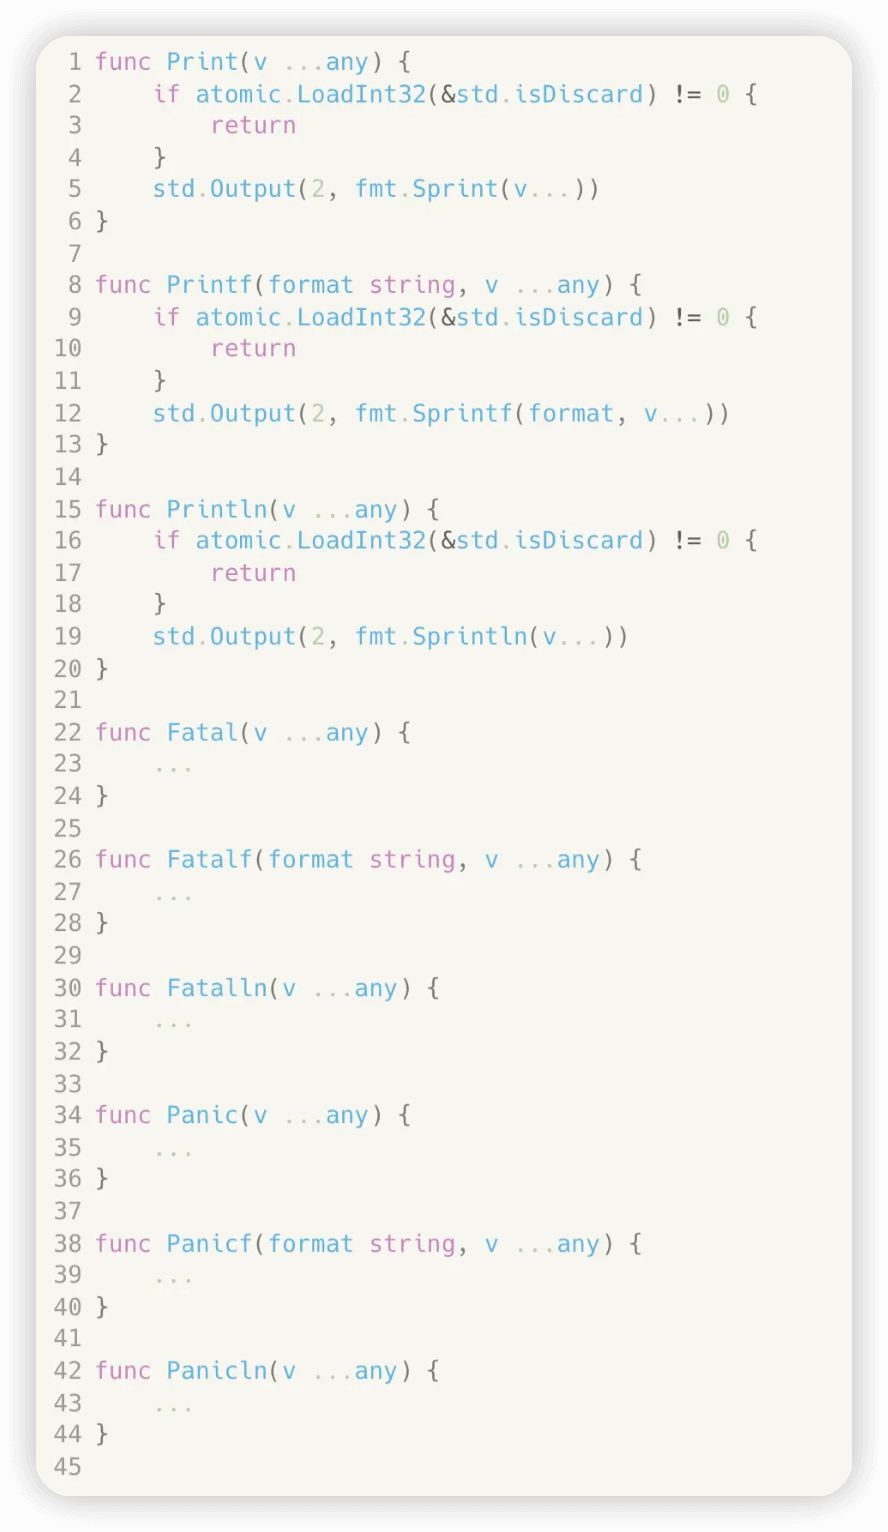 1 func Print(v ...any) {
2     if atomic.LoadInt32(&std.isDiscard) != 0 {
3         return
4     }
5     std.Output(2, fmt.Sprint(v...))
6 }
7
8 func Printf(format string, v ...any) {
9     if atomic.LoadInt32(&std.isDiscard) != 0 {
10         return
11     }
12     std.Output(2, fmt.Sprintf(format, v...))
13 }
14
15 func Println(v ...any) {
16     if atomic.LoadInt32(&std.isDiscard) != 0 {
17         return
18     }
19     std.Output(2, fmt.Sprintln(v...))
20 }
21
22 func Fatal(v ...any) {
23     ...
24 }
25
26 func Fatalf(format string, v ...any) {
27     ...
28 }
29
30 func Fatalln(v ...any) {
31     ...
32 }
33
34 func Panic(v ...any) {
35     ...
36 }
37
38 func Panicf(format string, v ...any) {
39     ...
40 }
41
42 func Panicln(v ...any) {
43     ...
44 }
45